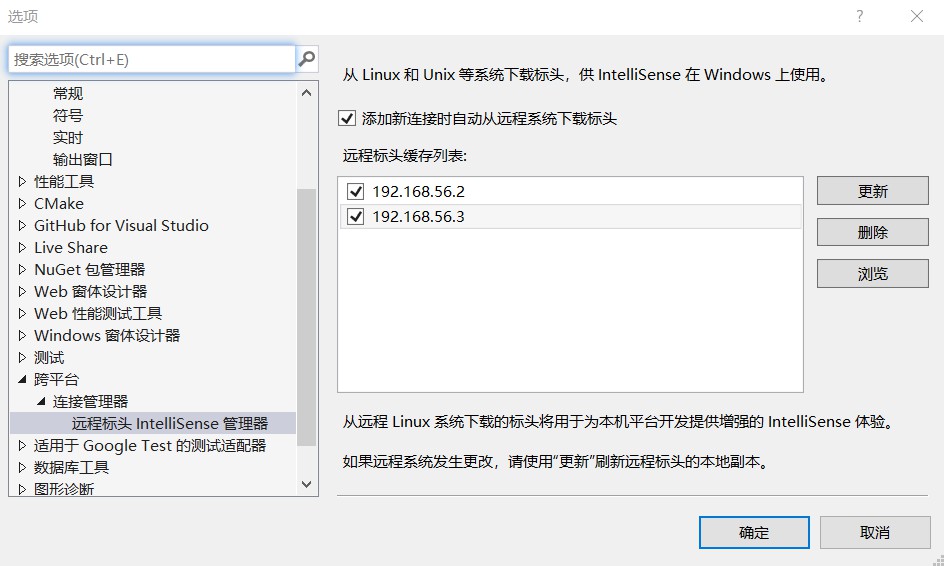 选项
搜索选项(Ctrl+E)
常规
符号
实时
输出窗口
性能工具
CMake
GitHub for Visual Studio
Live Share
NuGet 包管理器
Web 窗体设计器
Web 性能测试工具
Windows 窗体设计器
测试
跨平台
连接管理器
远程标头 IntelliSense 管理器
适用于 Google Test 的测试适配器
数据库工具
图形诊断
从 Linux 和 Unix 等系统下载标头，供 IntelliSense 在 Windows 上使用。
添加新连接时自动从远程系统下载标头
远程标头缓存列表:
192.168.56.2
192.168.56.3
更新
删除
浏览
从远程 Linux 系统下载的标头将用于为本机平台开发提供增强的 IntelliSense 体验。
如果远程系统发生更改，请使用“更新”刷新远程标头的本地副本。
确定
取消